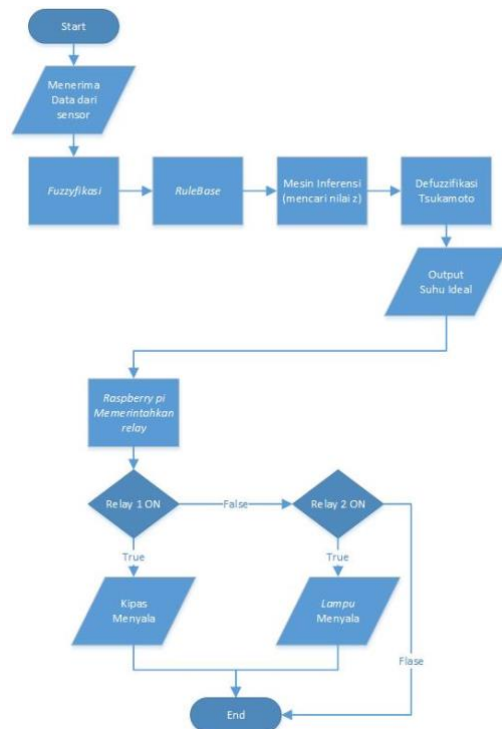 Start
Menerima
Data dari
sensor
Fuzzyfikasi
RuleBase
Mesin Inferensi
(mencari nilai z)
Defuzzifikasi
Tsukamoto
Output
Suhu Ideal
Raspberry pi
Memerintahkan
relay
Relay 1 ON
False
Relay 2 ON
True
True
Kipas
Menyala
Lampu
Menyala
Flase
End